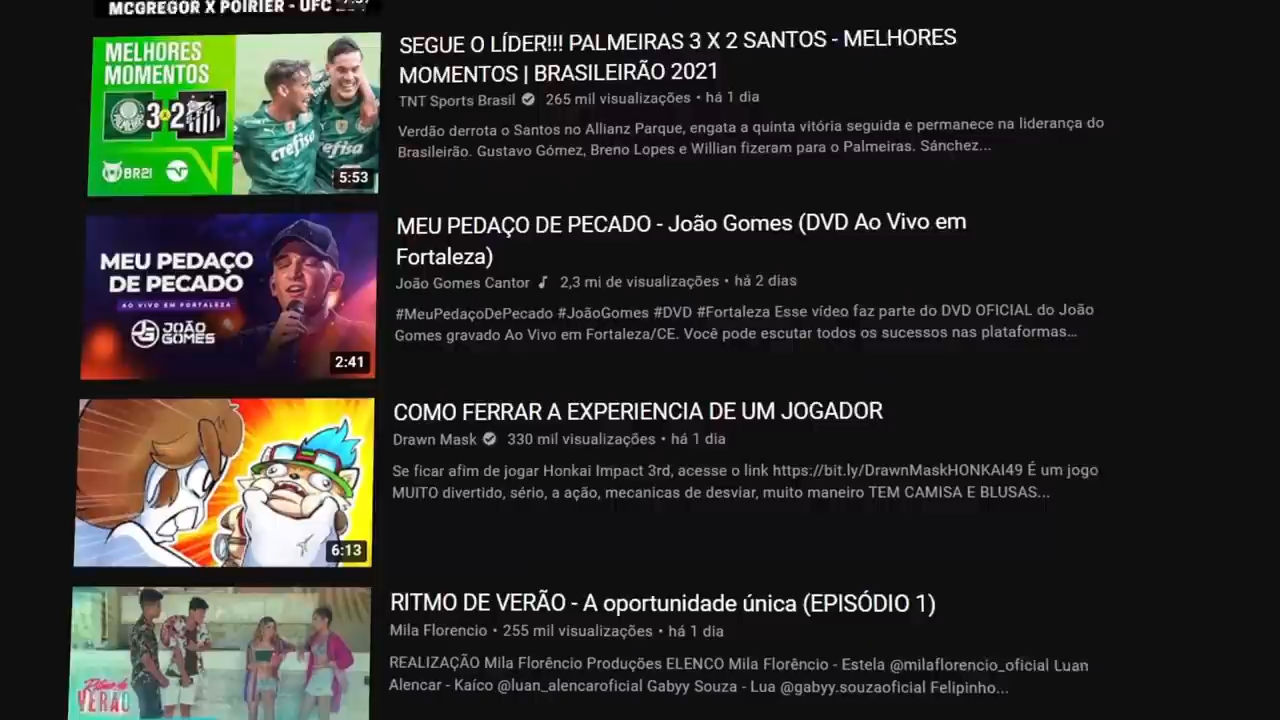 MCGREGOR X POIRIER - UFC
MELHORES
MOMENTOS
3 2
BR21
crefisa
efisa
5:53
SEGUE O LÍDER!!! PALMEIRAS 3 X 2 SANTOS - MELHORES
MOMENTOS | BRASILEIRÃO 2021
TNT Sports Brasil 265 mil visualizações • há 1 dia
Verdão derrota o Santos no Allianz Parque, engata a quinta vitória seguida e permanece na liderança do
Brasileirão. Gustavo Gómez, Breno Lopes e Willian fizeram para o Palmeiras. Sánchez...
MEU PEDAÇO
DE PECADO
AO VIVO EM FORTALEZA
JG JOÃO
GOMES
2:41
MEU PEDAÇO DE PECADO - João Gomes (DVD Ao Vivo em
Fortaleza)
João Gomes Cantor 2,3 mi de visualizações • há 2 dias
#MeuPedaçoDePecado #JoãoGomes #DVD #Fortaleza Esse vídeo faz parte do DVD OFICIAL do João
Gomes gravado Ao Vivo em Fortaleza/CE. Você pode escutar todos os sucessos nas plataformas...
6:13
COMO FERRAR A EXPERIENCIA DE UM JOGADOR
Drawn Mask 330 mil visualizações • há 1 dia
Se ficar afim de jogar Honkai Impact 3rd, acesse o link https://bit.ly/DrawnMaskHONKAI49 É um jogo
MUITO divertido, sério, a ação, mecanicas de desviar, muito maneiro TEM CAMISA E BLUSAS...
Ritmo de
VERÃO
RITMO DE VERÃO - A oportunidade única (EPISÓDIO 1)
Mila Florencio • 255 mil visualizações • há 1 dia
REALIZAÇÃO Mila Florêncio Produções ELENCO Mila Florêncio - Estela @milaflorencio_oficial Luan
Alencar - Kaíco @luan_alencaroficial Gabyy Souza - Lua @gabyy.souzaoficial Felipinho...